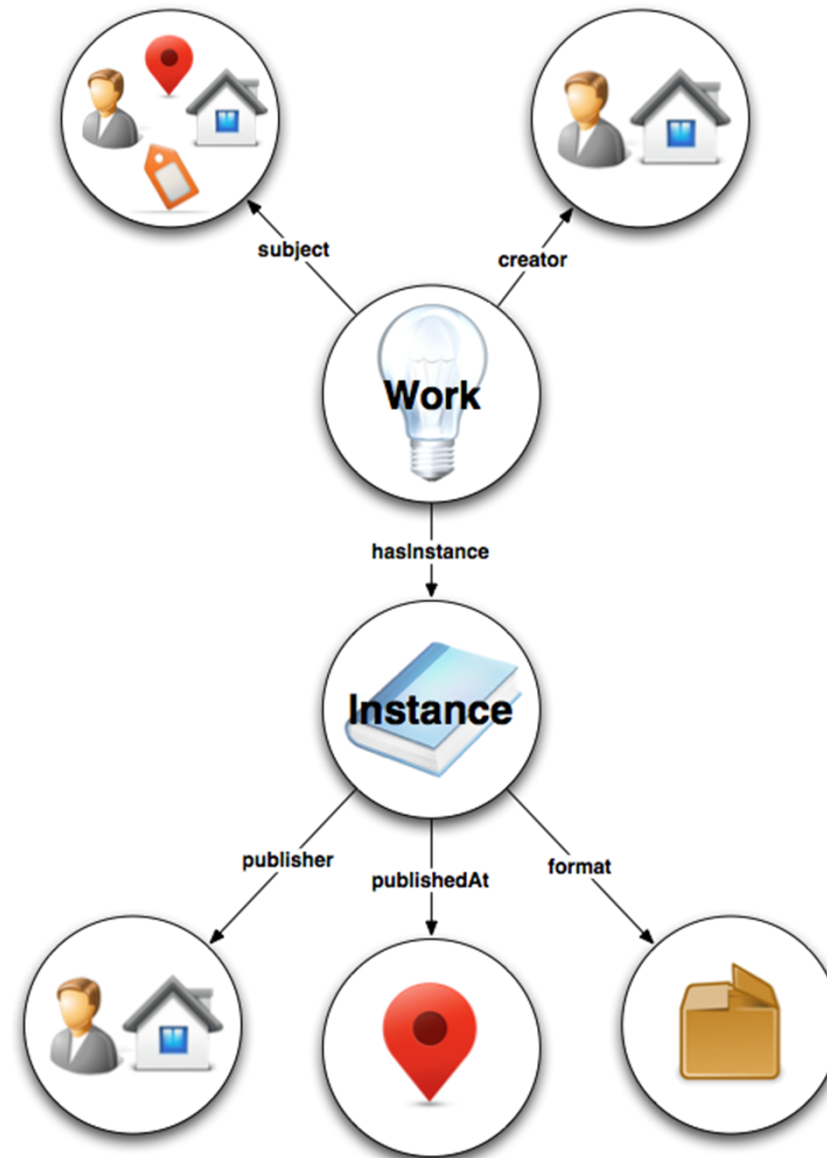 subject
creator
Work
hasInstance
Instance
publisher
publishedAt
format